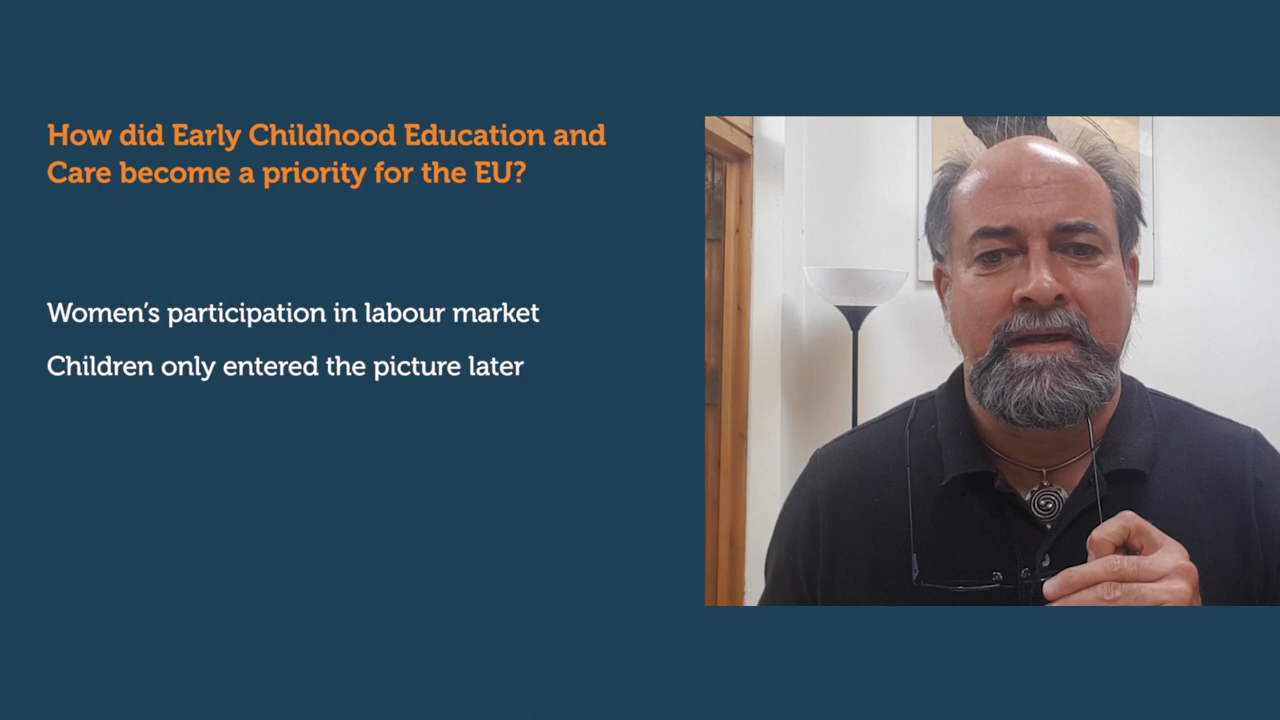 How did Early Childhood Education and
Care become a priority for the EU?
Women’s participation in labour market
Children only entered the picture later